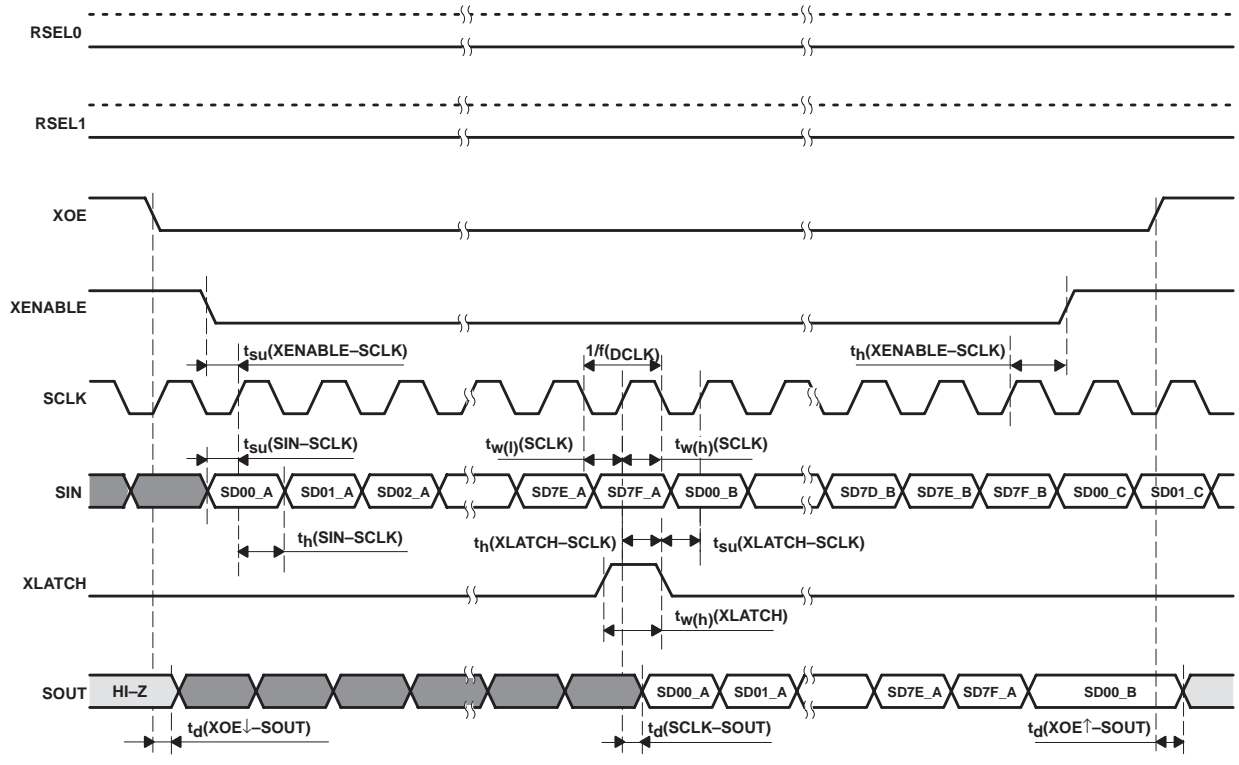 RSEL0
RSEL1
XOE
XENABLE
tsu(XENABLE–SCLK)
1/f(DCLK)
th(XENABLE–SCLK)
SCLK
tsu(SIN–SCLK)
tw(l)(SCLK)
tw(h)(SCLK)
SIN
SD00_A
SD01_A
SD02_A
SD7E_A
SD7F_A
SD00_B
SD7D_B
SD7E_B
SD7F_B
SD00_C
SD01_C
th(SIN–SCLK)
th(XLATCH–SCLK)
tsu(XLATCH–SCLK)
XLATCH
tw(h)(XLATCH)
SOUT
HI–Z
SD00_A
SD01_A
SD7E_A
SD7F_A
SD00_B
td(XOE↓–SOUT)
td(SCLK–SOUT)
td(XOE↑–SOUT)